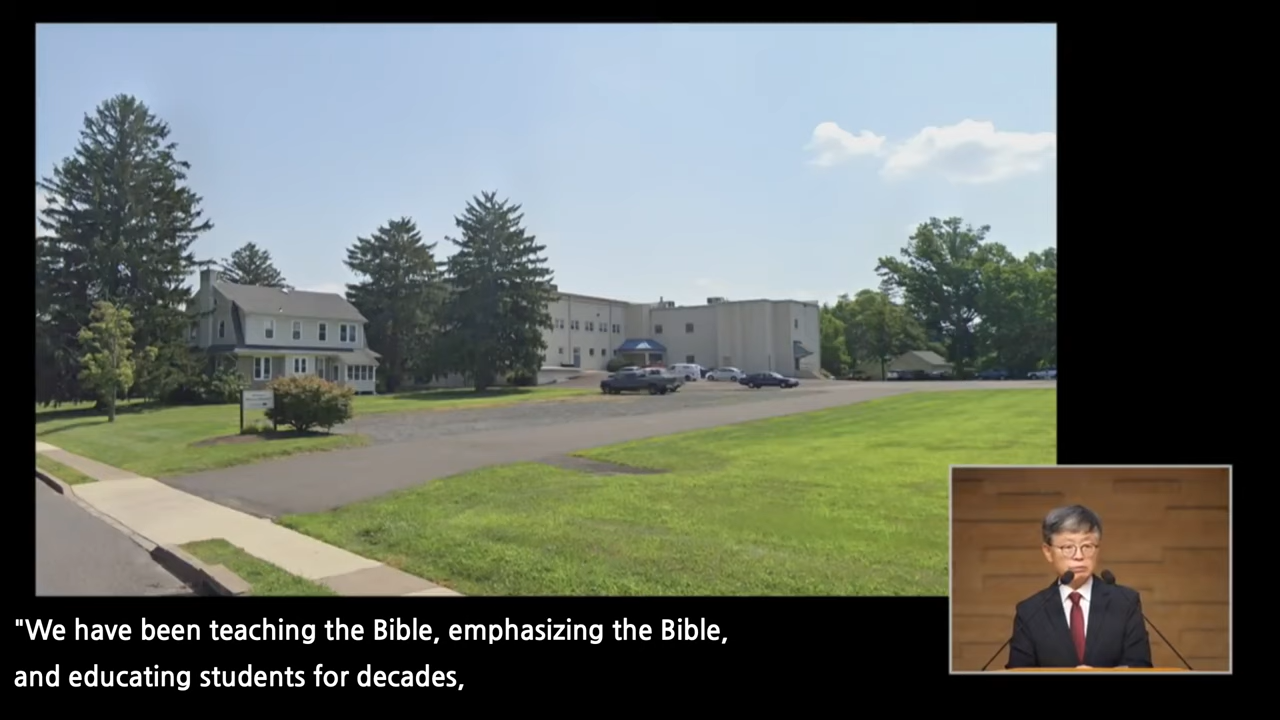 "We have been teaching the Bible, emphasizing the Bible,
and educating students for decades,